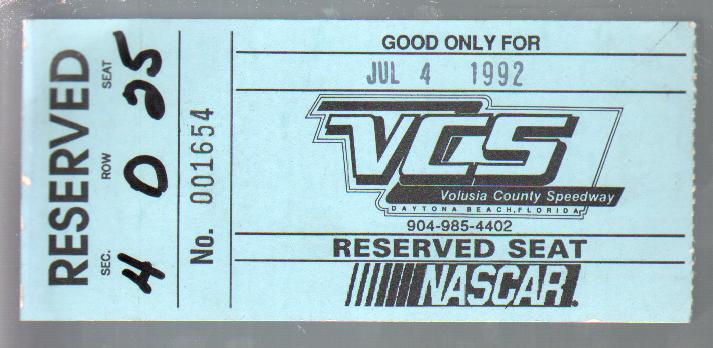 RESERVED
SEC. 4 ROW 0 SEAT 25
No. 001654
GOOD ONLY FOR
JUL 4 1992
VCS
Volusia County Speedway
DAYTONA BEACH, FLORIDA
904-985-4402
RESERVED SEAT
NASCAR